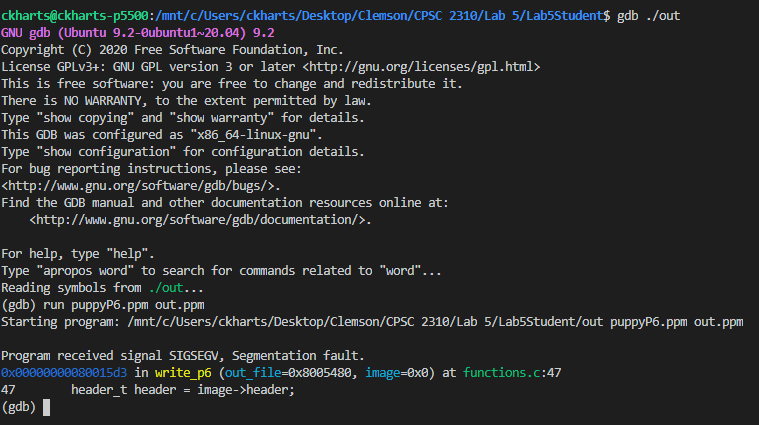 ckharts@ckharts-p5500:/mnt/c/Users/ckharts/Desktop/Clemson/CPSC 2310/Lab 5/Lab5Student$ gdb ./out
GNU gdb (Ubuntu 9.2-0ubuntu1~20.04) 9.2
Copyright (C) 2020 Free Software Foundation, Inc.
License GPLv3+: GNU GPL version 3 or later <http://gnu.org/licenses/gpl.html>
This is free software: you are free to change and redistribute it.
There is NO WARRANTY, to the extent permitted by law.
Type "show copying" and "show warranty" for details.
This GDB was configured as "x86_64-linux-gnu".
Type "show configuration" for configuration details.
For bug reporting instructions, please see:
<http://www.gnu.org/software/gdb/bugs/>.
Find the GDB manual and other documentation resources online at:
    <http://www.gnu.org/software/gdb/documentation/>.

For help, type "help".
Type "apropos word" to search for commands related to "word"...
Reading symbols from ./out...
(gdb) run puppyP6.ppm out.ppm
Starting program: /mnt/c/Users/ckharts/Desktop/Clemson/CPSC 2310/Lab 5/Lab5Student/out puppyP6.ppm out.ppm

Program received signal SIGSEGV, Segmentation fault.
0x00000000080015d3 in write_p6 (out_file=0x8005480, image=0x0) at functions.c:47
47          header_t header = image->header;
(gdb)